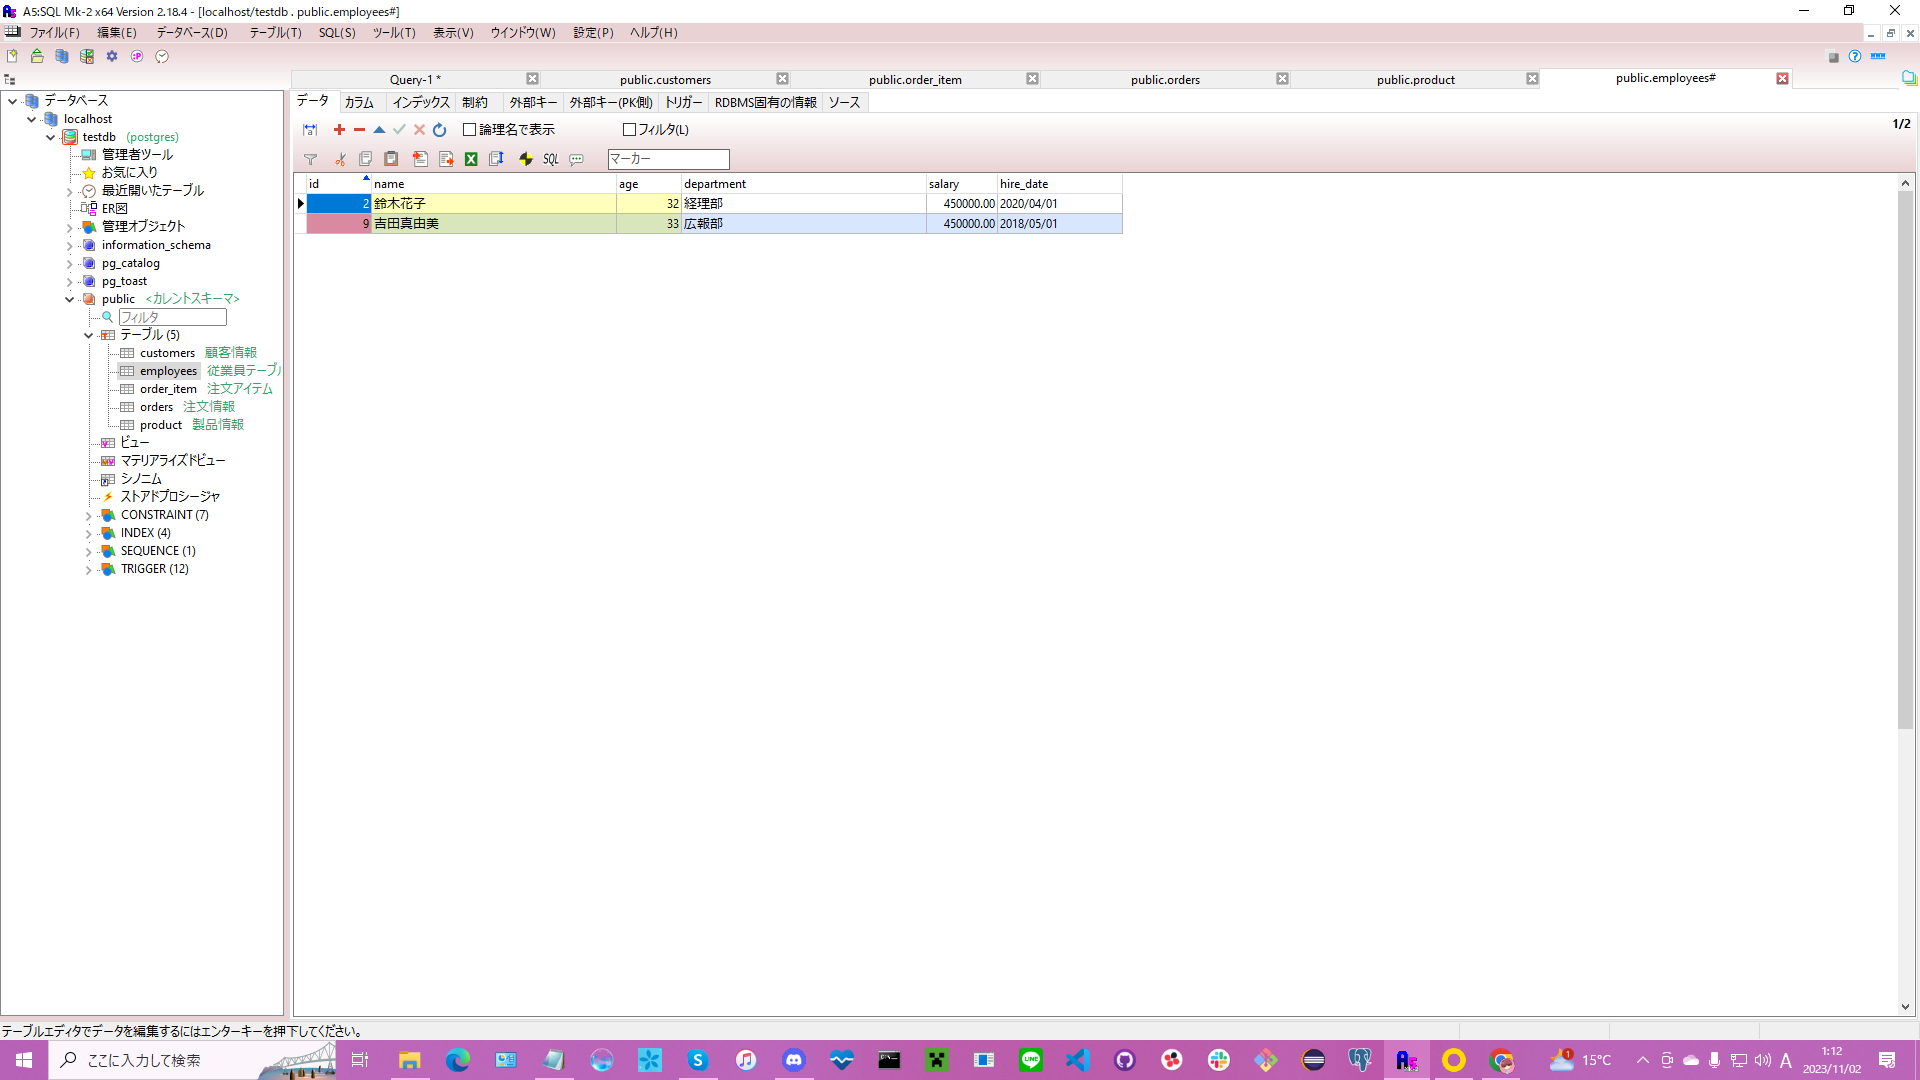 A5:SQL Mk-2 x64 Version 2.18.4 - [localhost/testdb . public.employees#]
ファイル(F) 編集(E) データベース(D) テーブル(T) SQL(S) ツール(T) 表示(V) ウインドウ(W) 設定(P) ヘルプ(H)
Query-1 * public.customers public.order_item public.orders public.product public.employees#
データ カラム インデックス 制約 外部キー 外部キー(PK側) トリガー RDBMS固有の情報 ソース
論理名で表示 フィルタ(L) 1/2
SQL マーカー
id name age department salary hire_date
2 鈴木花子 32 経理部 450000.00 2020/04/01
9 吉田真由美 33 広報部 450000.00 2018/05/01
データベース
localhost
testdb (postgres)
管理者ツール
お気に入り
最近開いたテーブル
ER図
管理オブジェクト
information_schema
pg_catalog
pg_toast
public <カレントスキーマ>
フィルタ
テーブル (5)
customers 顧客情報
employees 従業員テーブル
order_item 注文アイテム
orders 注文情報
product 製品情報
ビュー
マテリアライズドビュー
シノニム
ストアドプロシージャ
CONSTRAINT (7)
INDEX (4)
SEQUENCE (1)
TRIGGER (12)
テーブルエディタでデータを編集するにはエンターキーを押下してください。
ここに入力して検索
15°C A
1:12
2023/11/02